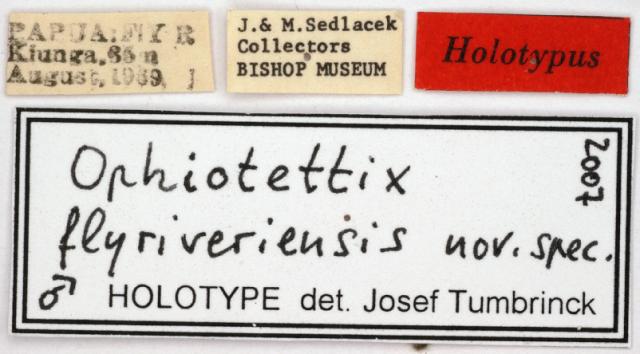 PAPUA: FLY R
Kiunga, 35m
August, 1969
J.& M.Sedlacek
Collectors
BISHOP MUSEUM
Holotypus
Ophiotettix
flyriveriensis nov. spec.
♂ HOLOTYPE det. Josef Tumbrinck
2007